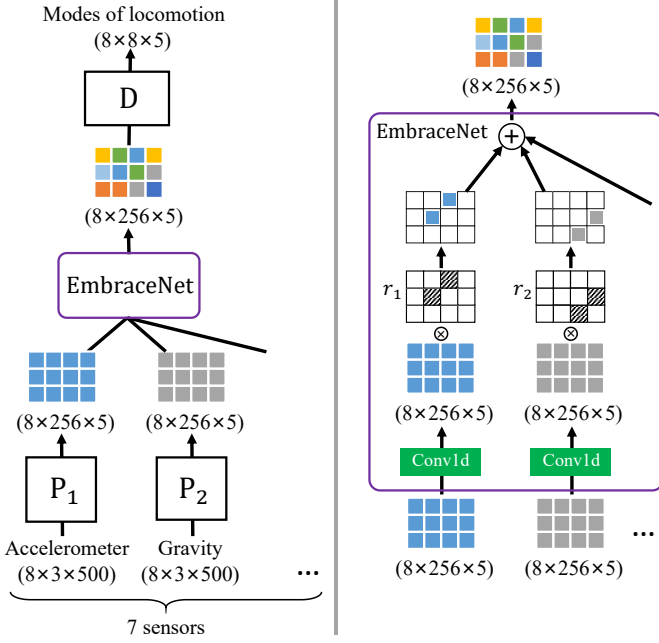 Modes of locomotion
(8×8×5)
D
(8×256×5)
EmbraceNet
(8×256×5) (8×256×5)
P1 P2
Accelerometer Gravity
(8×3×500) (8×3×500) ...
7 sensors
(8×256×5)
EmbraceNet
+
r1 r2
⊗ ⊗
(8×256×5) (8×256×5)
Conv1d Conv1d
...
(8×256×5) (8×256×5)